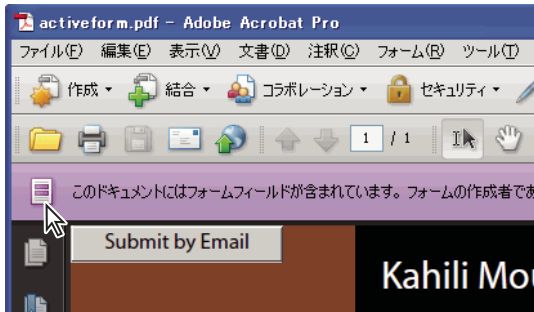 activeform.pdf - Adobe Acrobat Pro
ファイル(F) 編集(E) 表示(V) 文書(D) 注釈(C) フォーム(R) ツール(T)
作成 結合 コラボレーション セキュリティ
1 / 1
このドキュメントにはフォームフィールドが含まれています。フォームの作成者であ
Submit by Email
Kahili Mou